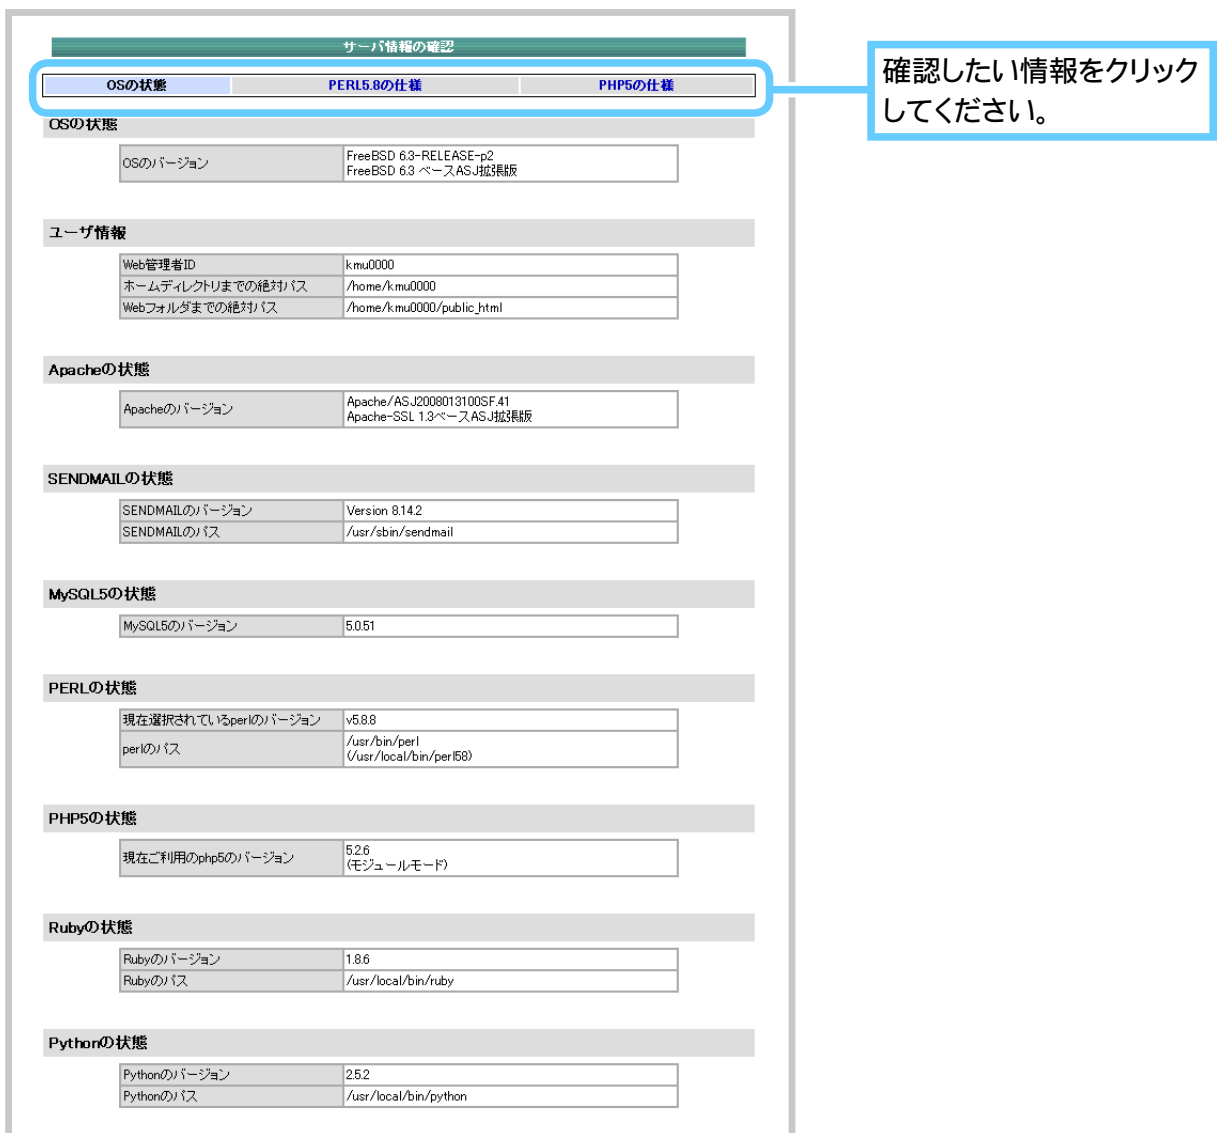 サーバ情報の確認
OSの状態 PERL5.8の仕様 PHP5の仕様
確認したい情報をクリック
してください。
OSの状態
OSのバージョン FreeBSD 6.3-RELEASE-p2
FreeBSD 6.3 ベースASJ拡張版
ユーザ情報
Web管理者ID kmu0000
ホームディレクトリまでの絶対パス /home/kmu0000
Webフォルダまでの絶対パス /home/kmu0000/public_html
Apacheの状態
Apacheのバージョン Apache/ASJ2008013100SF.41
Apache-SSL 1.3ベースASJ拡張版
SENDMAILの状態
SENDMAILのバージョン Version 8.14.2
SENDMAILのパス /usr/sbin/sendmail
MySQL5の状態
MySQL5のバージョン 5.0.51
PERLの状態
現在選択されているperlのバージョン v5.8.8
perlのパス /usr/bin/perl
(/usr/local/bin/perl58)
PHP5の状態
現在ご利用のphp5のバージョン 5.2.6
(モジュールモード)
Rubyの状態
Rubyのバージョン 1.8.6
Rubyのパス /usr/local/bin/ruby
Pythonの状態
Pythonのバージョン 2.5.2
Pythonのパス /usr/local/bin/python